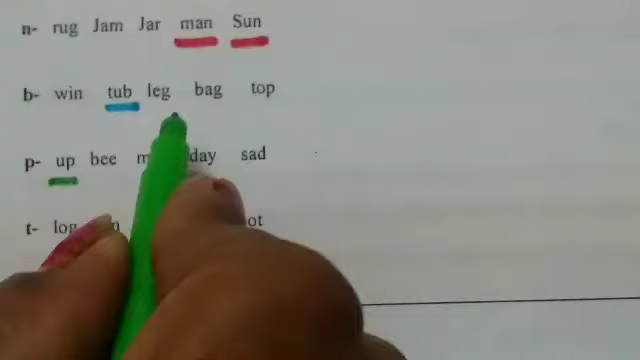 n- rug Jam Jar man Sun
b- win tub leg bag top
p- up bee day sad
t- log